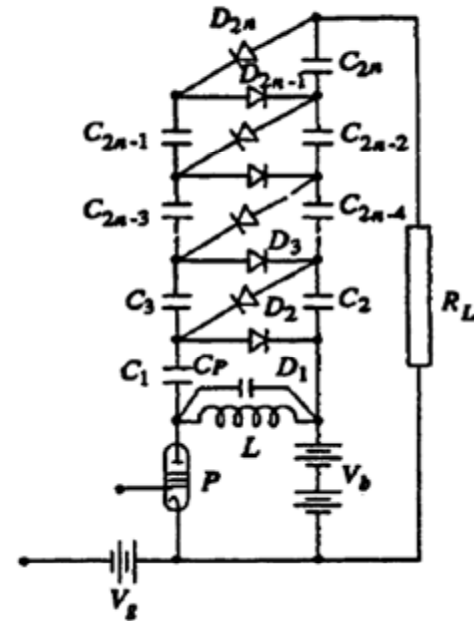 D2n
D2n-1
C2n
C2n-1
C2n-2
C2n-3
C2n-4
D3
C3
D2
C2
RL
C1
CP
D1
L
P
Vb
Vg